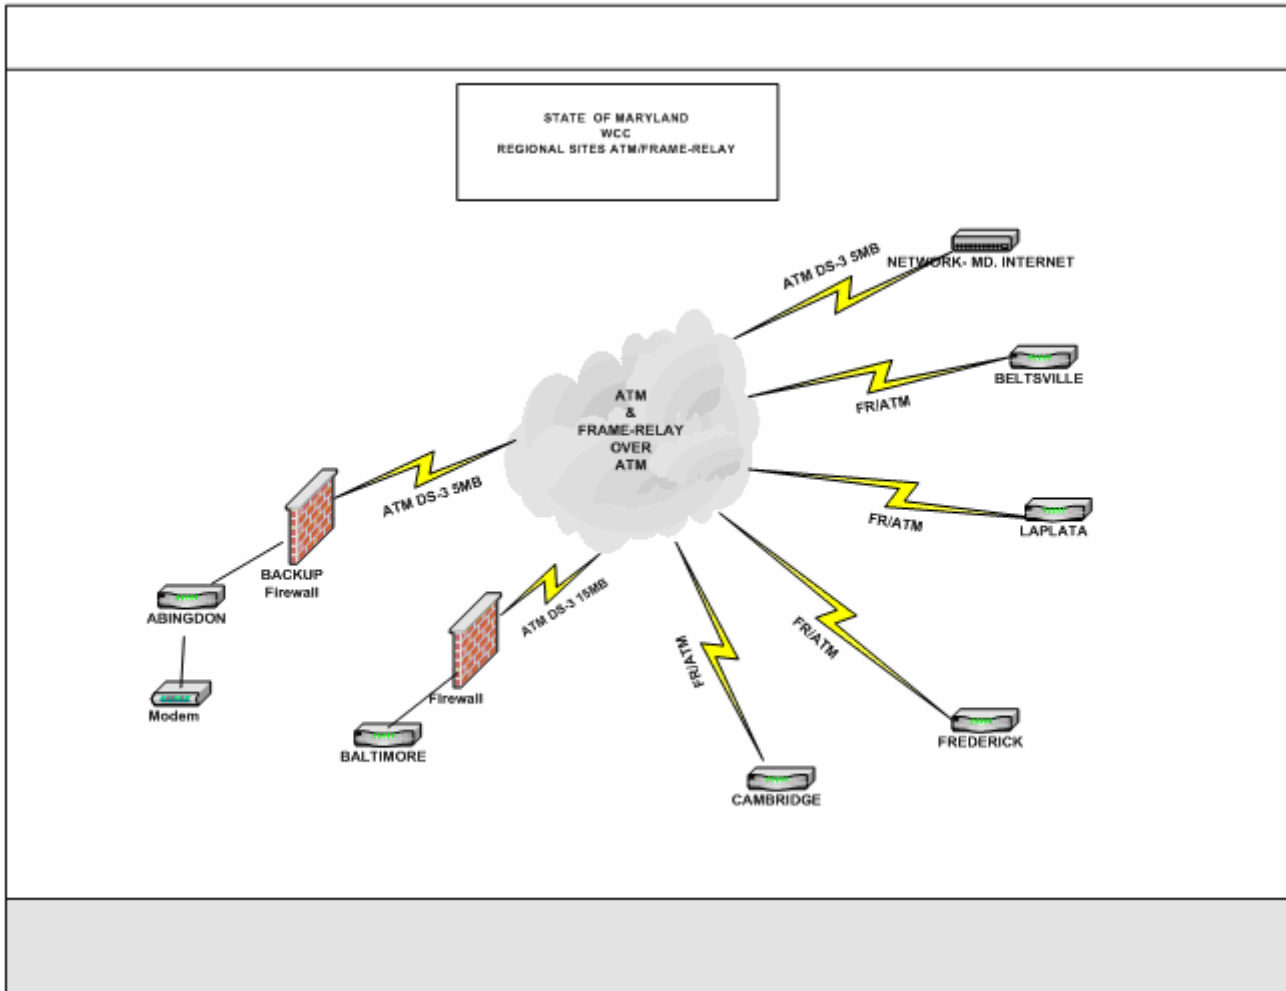 STATE OF MARYLAND
WCC
REGIONAL SITES ATM/FRAME-RELAY
ATM DS-3 5MB
NETWORK- MD. INTERNET
BELTSVILLE
FR/ATM
ATM
&
FRAME-RELAY
OVER
ATM
ATM DS-3 5MB
FR/ATM
LAPLATA
BACKUP
Firewall
ABINGDON
ATM DS-3 15MB
FR/ATM
FR/ATM
Modem
Firewall
BALTIMORE
FREDERICK
CAMBRIDGE